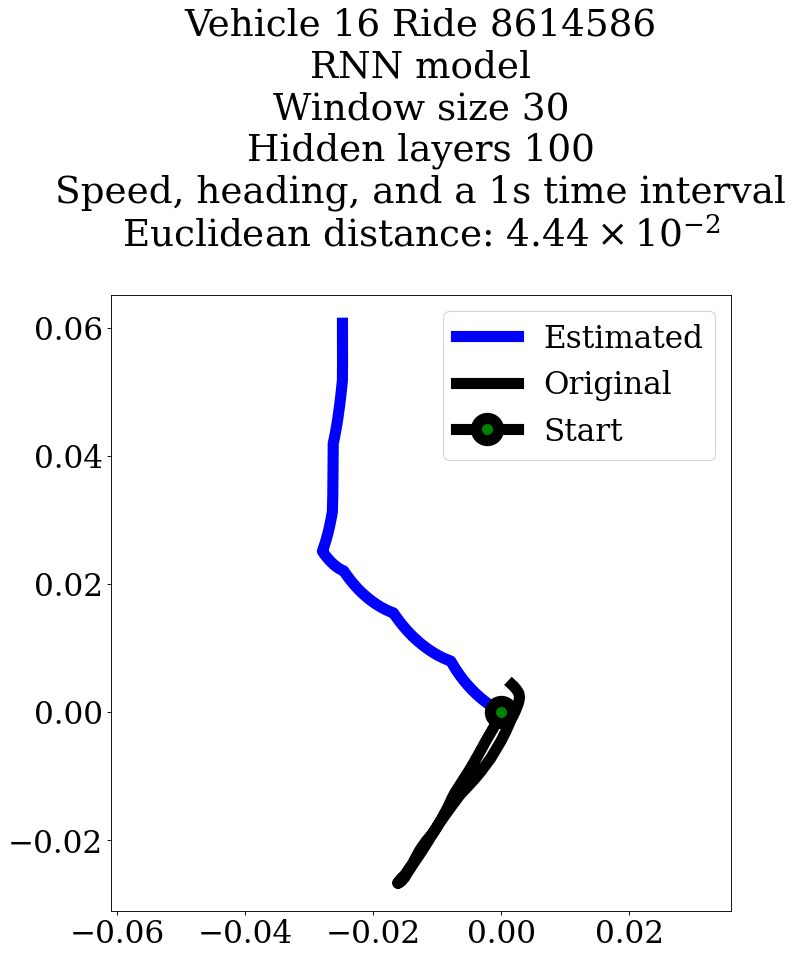 Vehicle 16 Ride 8614586
RNN model
Window size 30
Hidden layers 100
Speed, heading, and a 1s time interval
Euclidean distance: 4.44 × 10⁻²
Estimated
Original
Start
0.06
0.04
0.02
0.00
−0.02
−0.06
−0.04
−0.02
0.00
0.02